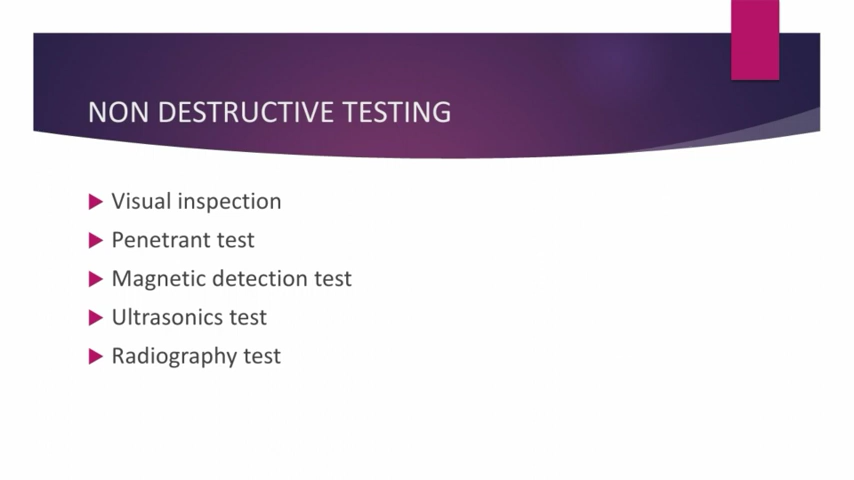 NON DESTRUCTIVE TESTING
Visual inspection
Penetrant test
Magnetic detection test
Ultrasonics test
Radiography test